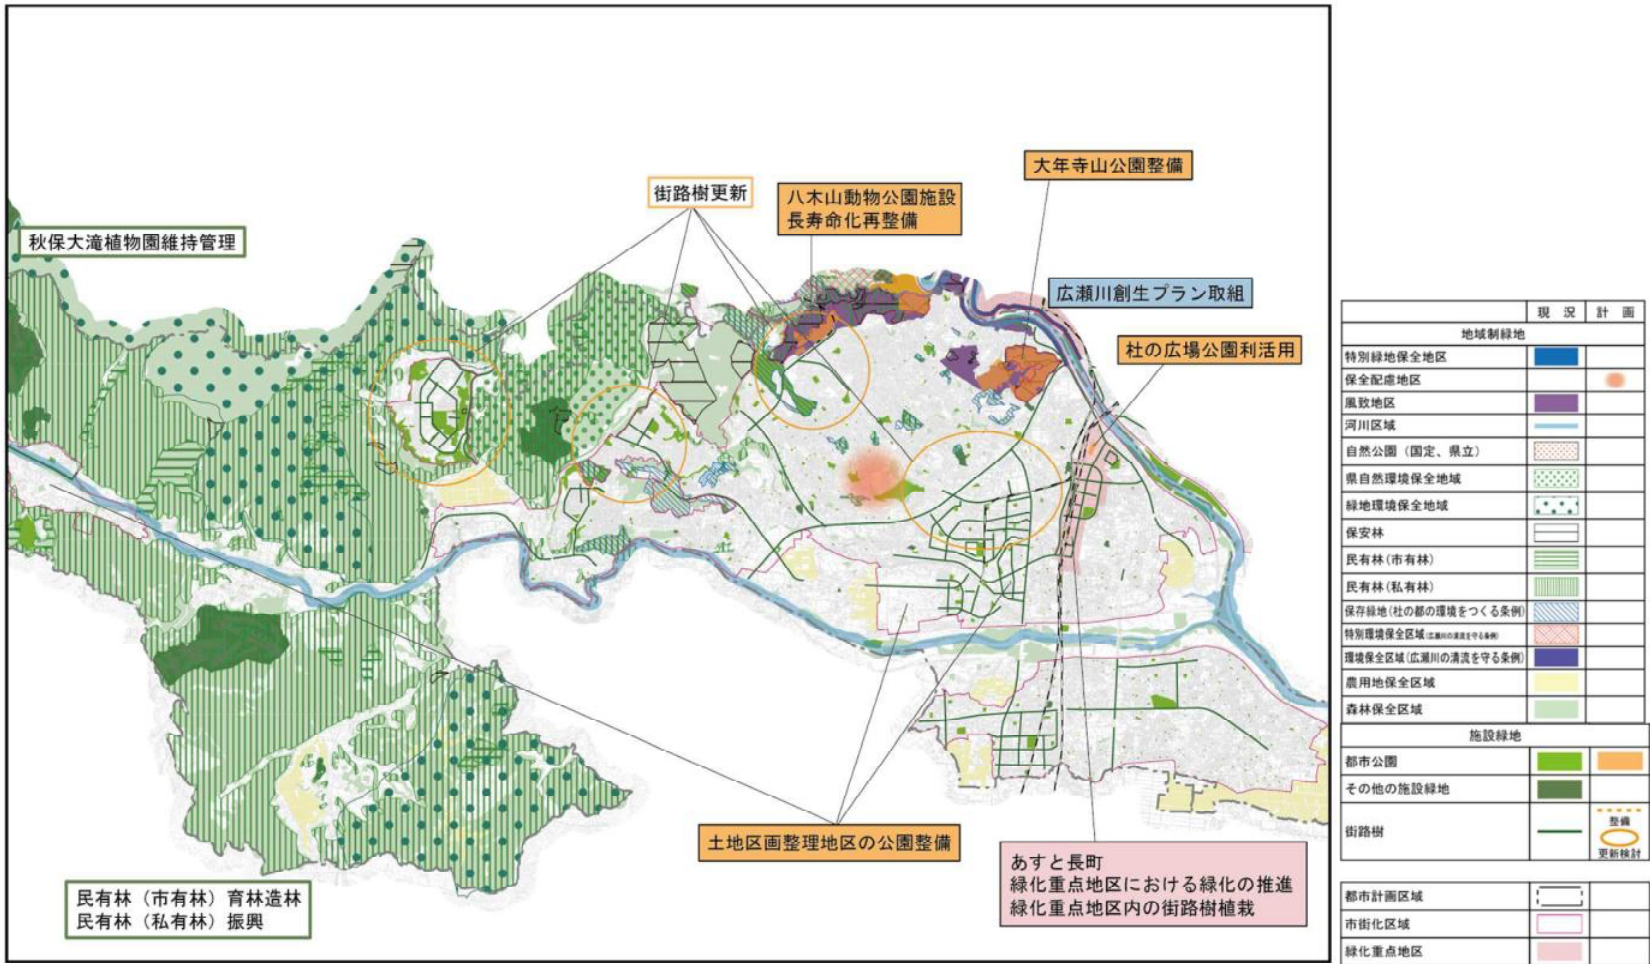 街路樹更新
八木山動物公園施設
長寿命化再整備
大年寺山公園整備
秋保大滝植物園維持管理
広瀬川創生プラン取組
杜の広場公園利活用
土地区画整理地区の公園整備
あすと長町
緑化重点地区における緑化の推進
緑化重点地区内の街路樹植栽
民有林（市有林）育林造林
民有林（私有林）振興
現 況 計 画
地域制緑地
特別緑地保全地区
保全配慮地区
風致地区
河川区域
自然公園（国定、県立）
県自然環境保全地域
緑地環境保全地域
保安林
民有林（市有林）
民有林（私有林）
保存緑地（杜の都の環境をつくる条例）
特別環境保全区域（広瀬川の清流を守る条例）
環境保全区域（広瀬川の清流を守る条例）
農用地保全区域
森林保全区域
施設緑地
都市公園
その他の施設緑地
街路樹
整備
更新検討
都市計画区域
市街化区域
緑化重点地区